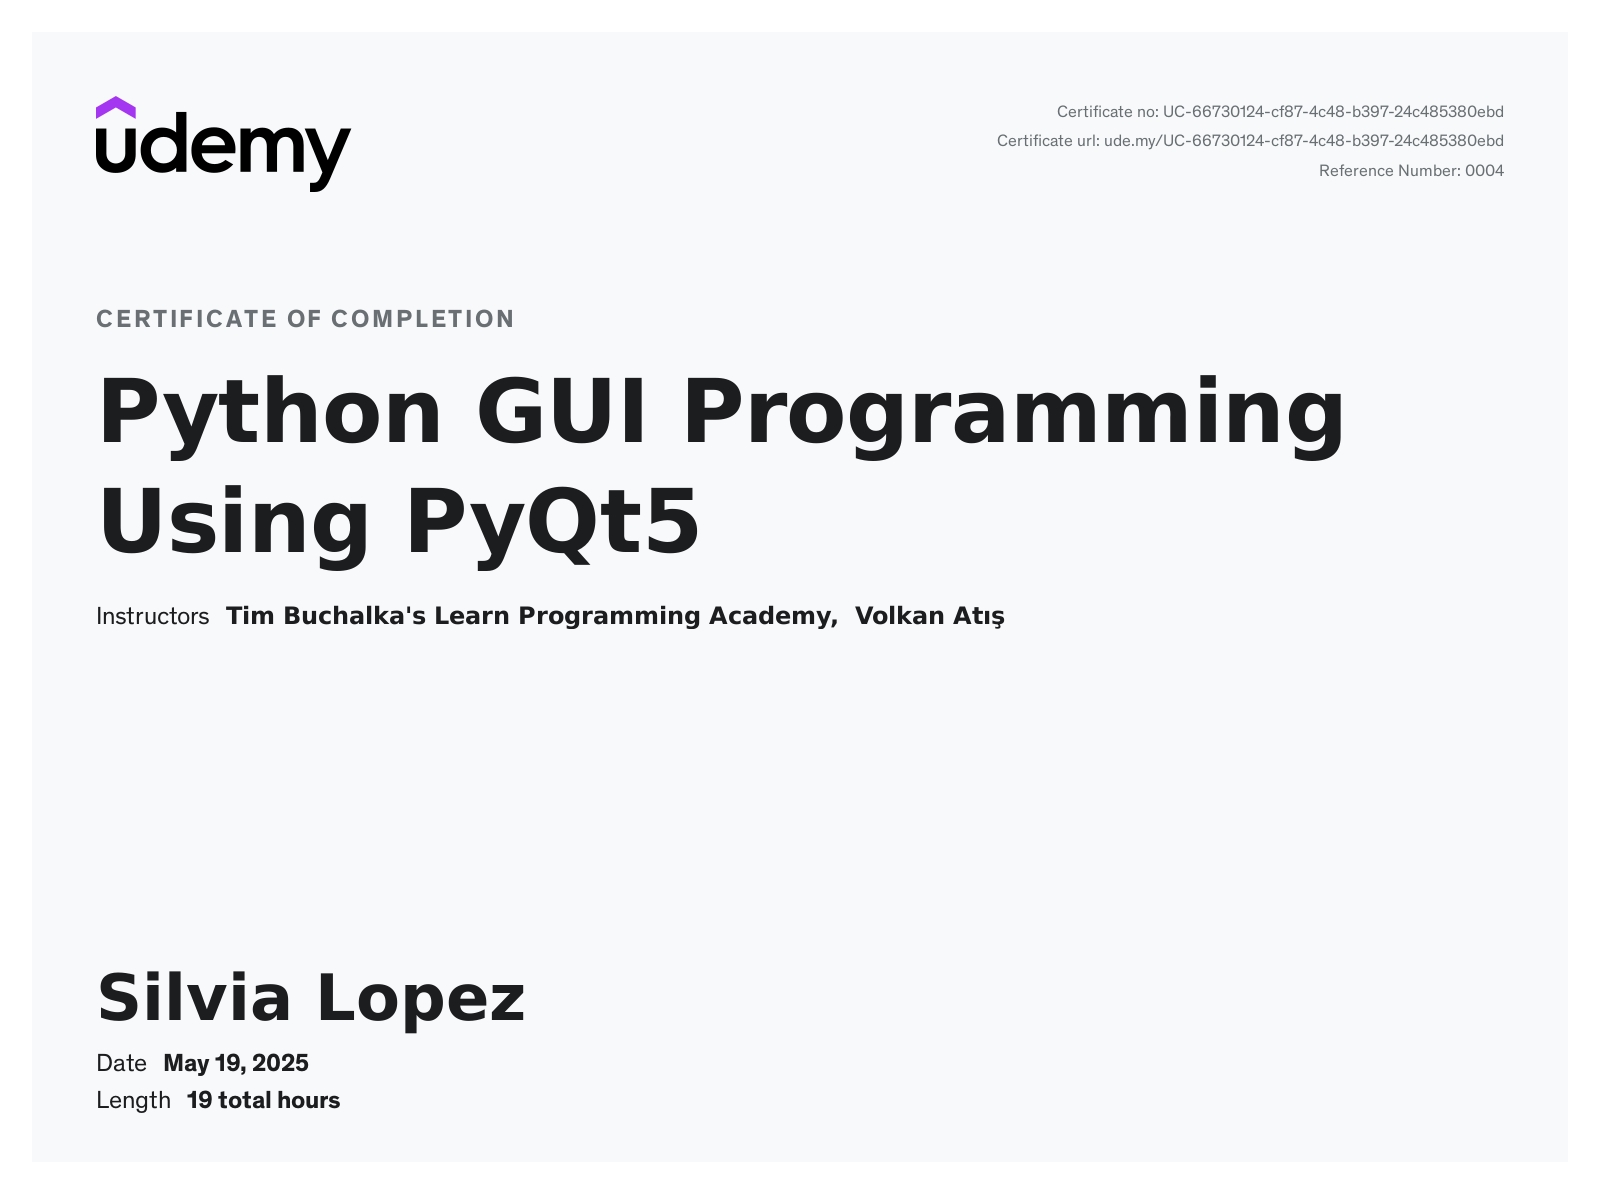 udemy
Certificate no: UC-66730124-cf87-4c48-b397-24c485380ebd
Certificate url: ude.my/UC-66730124-cf87-4c48-b397-24c485380ebd
Reference Number: 0004
CERTIFICATE OF COMPLETION
Python GUI Programming
Using PyQt5
Instructors Tim Buchalka's Learn Programming Academy, Volkan Atış
Silvia Lopez
Date May 19, 2025
Length 19 total hours